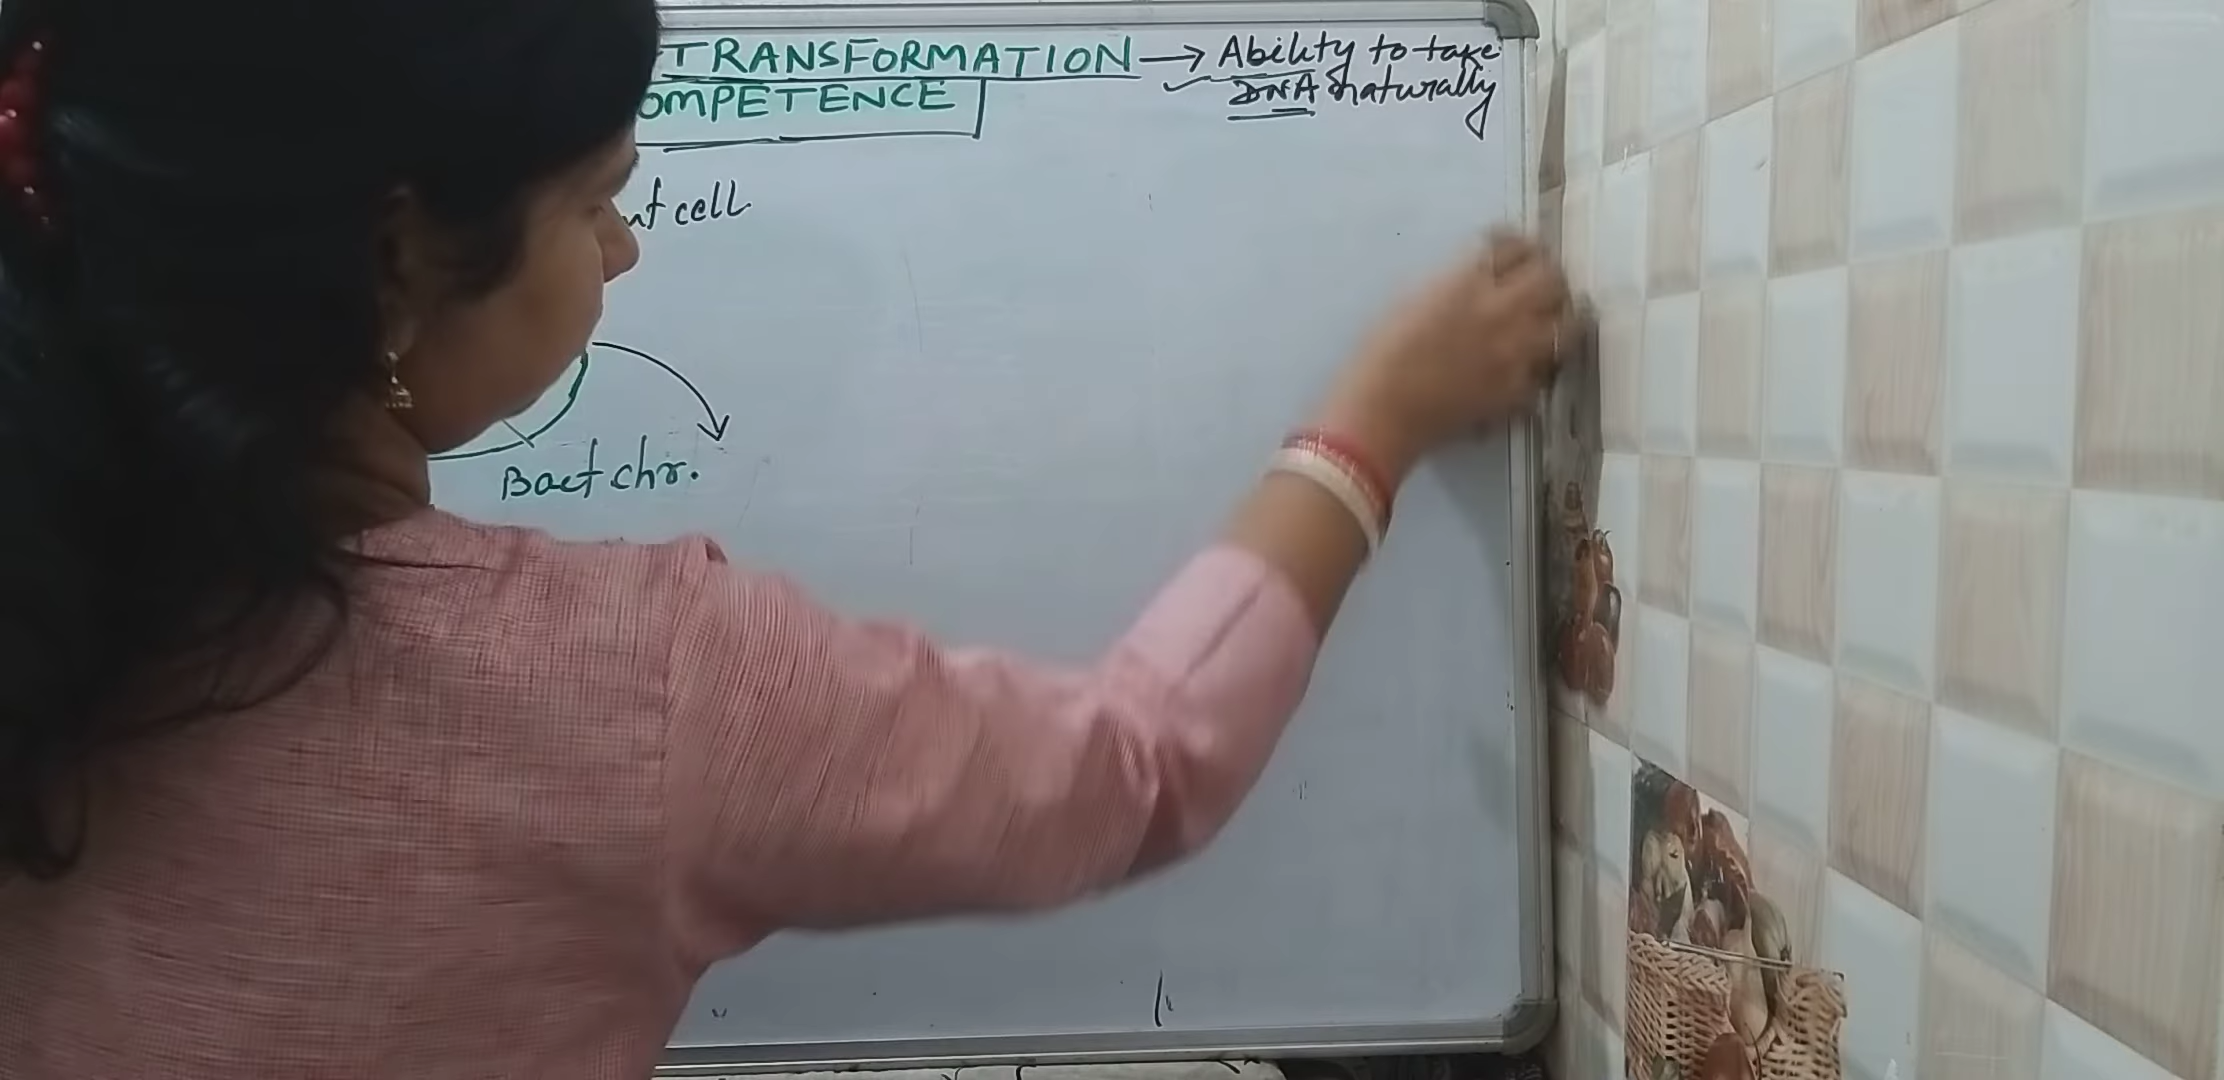 TRANSFORMATION → Ability to take
DNA naturally
OMPETENCE
nt cell
Bact chr.